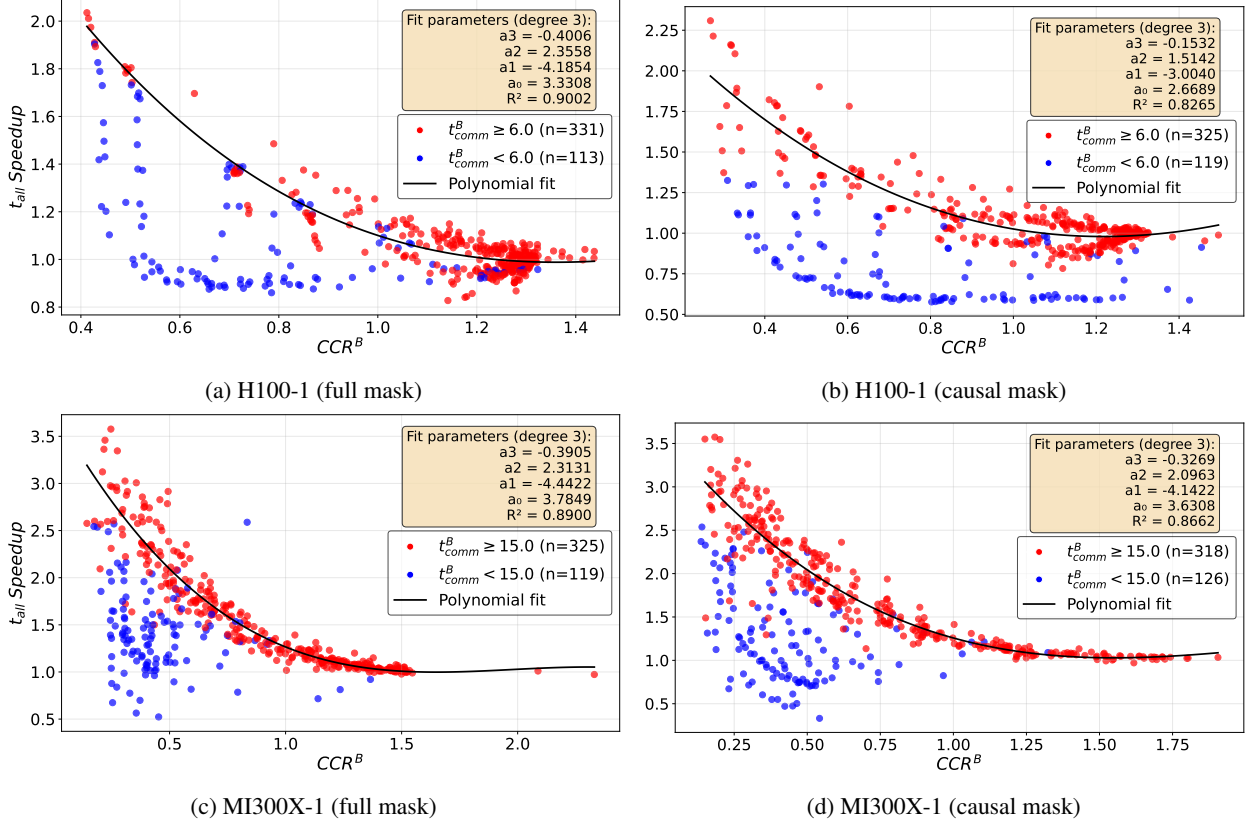 2.0
1.8
1.6
1.4
1.2
1.0
0.8
t_all Speedup
0.4 0.6 0.8 1.0 1.2 1.4
CCR^B
Fit parameters (degree 3):
a3 = -0.4006
a2 = 2.3558
a1 = -4.1854
a₀ = 3.3308
R² = 0.9002
t^B_comm ≥ 6.0 (n=331)
t^B_comm < 6.0 (n=113)
Polynomial fit
(a) H100-1 (full mask)
2.25
2.00
1.75
1.50
1.25
1.00
0.75
0.50
0.4 0.6 0.8 1.0 1.2 1.4
CCR^B
Fit parameters (degree 3):
a3 = -0.1532
a2 = 1.5142
a1 = -3.0040
a₀ = 2.6689
R² = 0.8265
t^B_comm ≥ 6.0 (n=325)
t^B_comm < 6.0 (n=119)
Polynomial fit
(b) H100-1 (causal mask)
3.5
3.0
2.5
2.0
1.5
1.0
0.5
t_all Speedup
0.5 1.0 1.5 2.0
CCR^B
Fit parameters (degree 3):
a3 = -0.3905
a2 = 2.3131
a1 = -4.4422
a₀ = 3.7849
R² = 0.8900
t^B_comm ≥ 15.0 (n=325)
t^B_comm < 15.0 (n=119)
Polynomial fit
(c) MI300X-1 (full mask)
3.5
3.0
2.5
2.0
1.5
1.0
0.5
0.25 0.50 0.75 1.00 1.25 1.50 1.75
CCR^B
Fit parameters (degree 3):
a3 = -0.3269
a2 = 2.0963
a1 = -4.1422
a₀ = 3.6308
R² = 0.8662
t^B_comm ≥ 15.0 (n=318)
t^B_comm < 15.0 (n=126)
Polynomial fit
(d) MI300X-1 (causal mask)